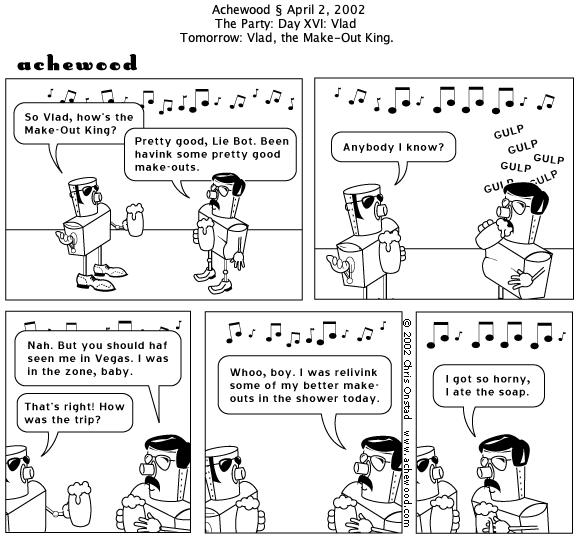 Achewood § April 2, 2002
The Party: Day XVI: Vlad
Tomorrow: Vlad, the Make-Out King.
achewood
So Vlad, how's the
Make-Out King?
Pretty good, Lie Bot. Been
havink some pretty good
make-outs.
Anybody I know?
GULP
GULP
GULP
GULP
GULP
GULP
Nah. But you should haf
seen me in Vegas. I was
in the zone, baby.
That's right! How
was the trip?
Whoo, boy. I was relivink
some of my better make-
outs in the shower today.
© 2002 Chris Onstad www.achewood.com
I got so horny,
I ate the soap.